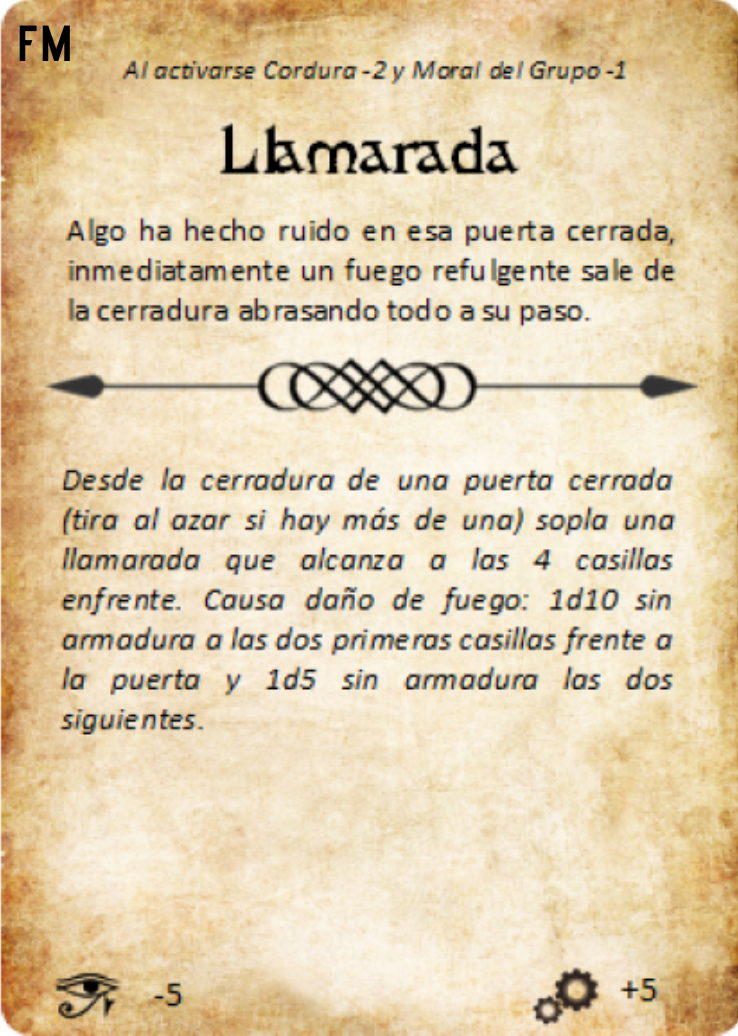 FM
Al activarse Cordura -2 y Moral del Grupo -1
Llamarada
Algo ha hecho ruido en esa puerta cerrada,
inmediatamente un fuego refulgente sale de
la cerradura abrasando todo a su paso.
Desde la cerradura de una puerta cerrada
(tira al azar si hay más de una) sopla una
llamarada que alcanza a las 4 casillas
enfrente. Causa daño de fuego: 1d10 sin
armadura a las dos primeras casillas frente a
la puerta y 1d5 sin armadura las dos
siguientes.
-5 +5